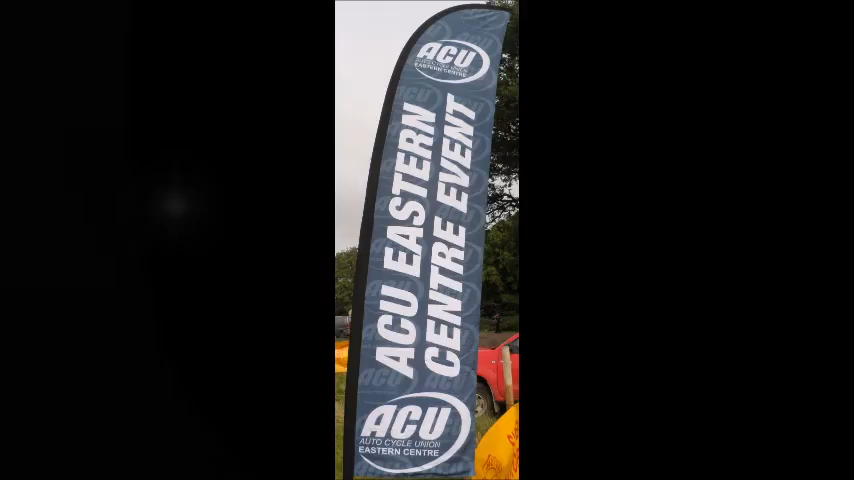 ACU
AUTO CYCLE UNION
EASTERN CENTRE
ACU EASTERN
CENTRE EVENT
ACU
AUTO CYCLE UNION
EASTERN CENTRE